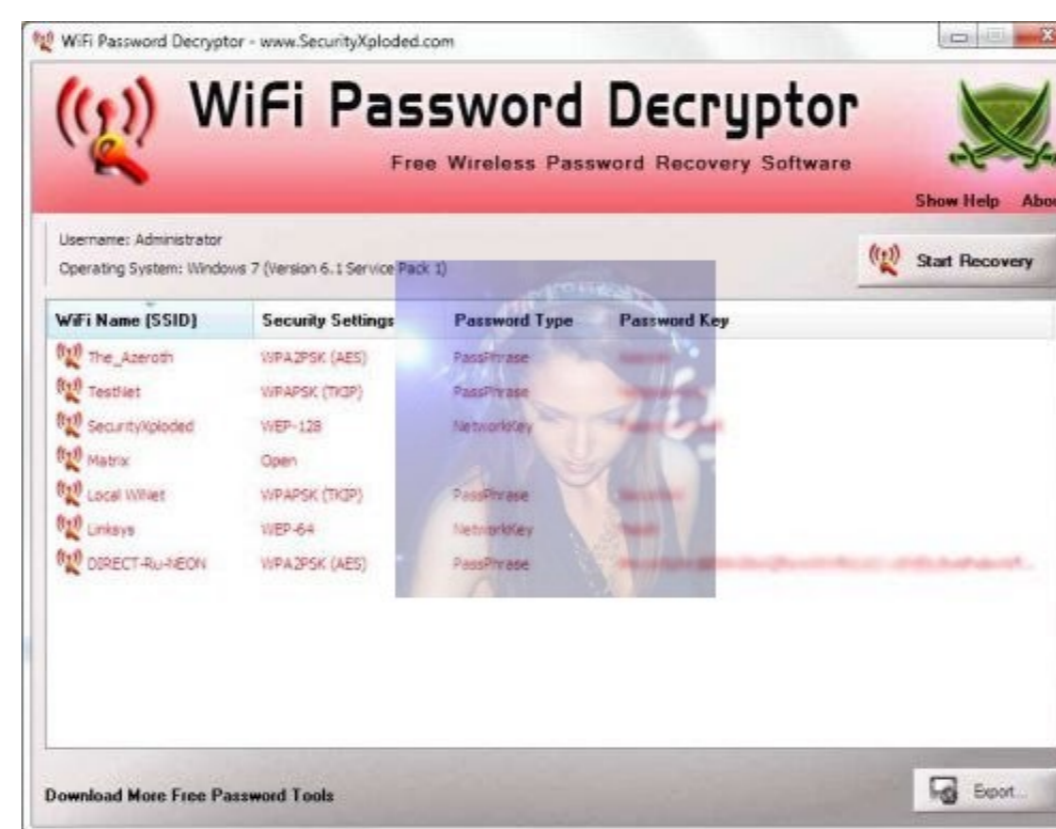 WiFi Password Decryptor - www.SecurityXploded.com
WiFi Password Decryptor
Free Wireless Password Recovery Software
Show Help
Username: Administrator
Operating System: Windows 7 (Version 6.1 Service Pack 1)
Start Recovery
WiFi Name (SSID) Security Settings Password Type Password Key
The_Azeroth WPA2PSK (AES) PassPhrase
TestNet WPAPSK (TKIP) PassPhrase
SecurityXploded WEP-128 NetworkKey
Matrix Open
Local WiNet WPAPSK (TKIP) PassPhrase
Linksys WEP-64 NetworkKey
DIRECT-Ru-NEON WPA2PSK (AES) PassPhrase
Download More Free Password Tools
Export...